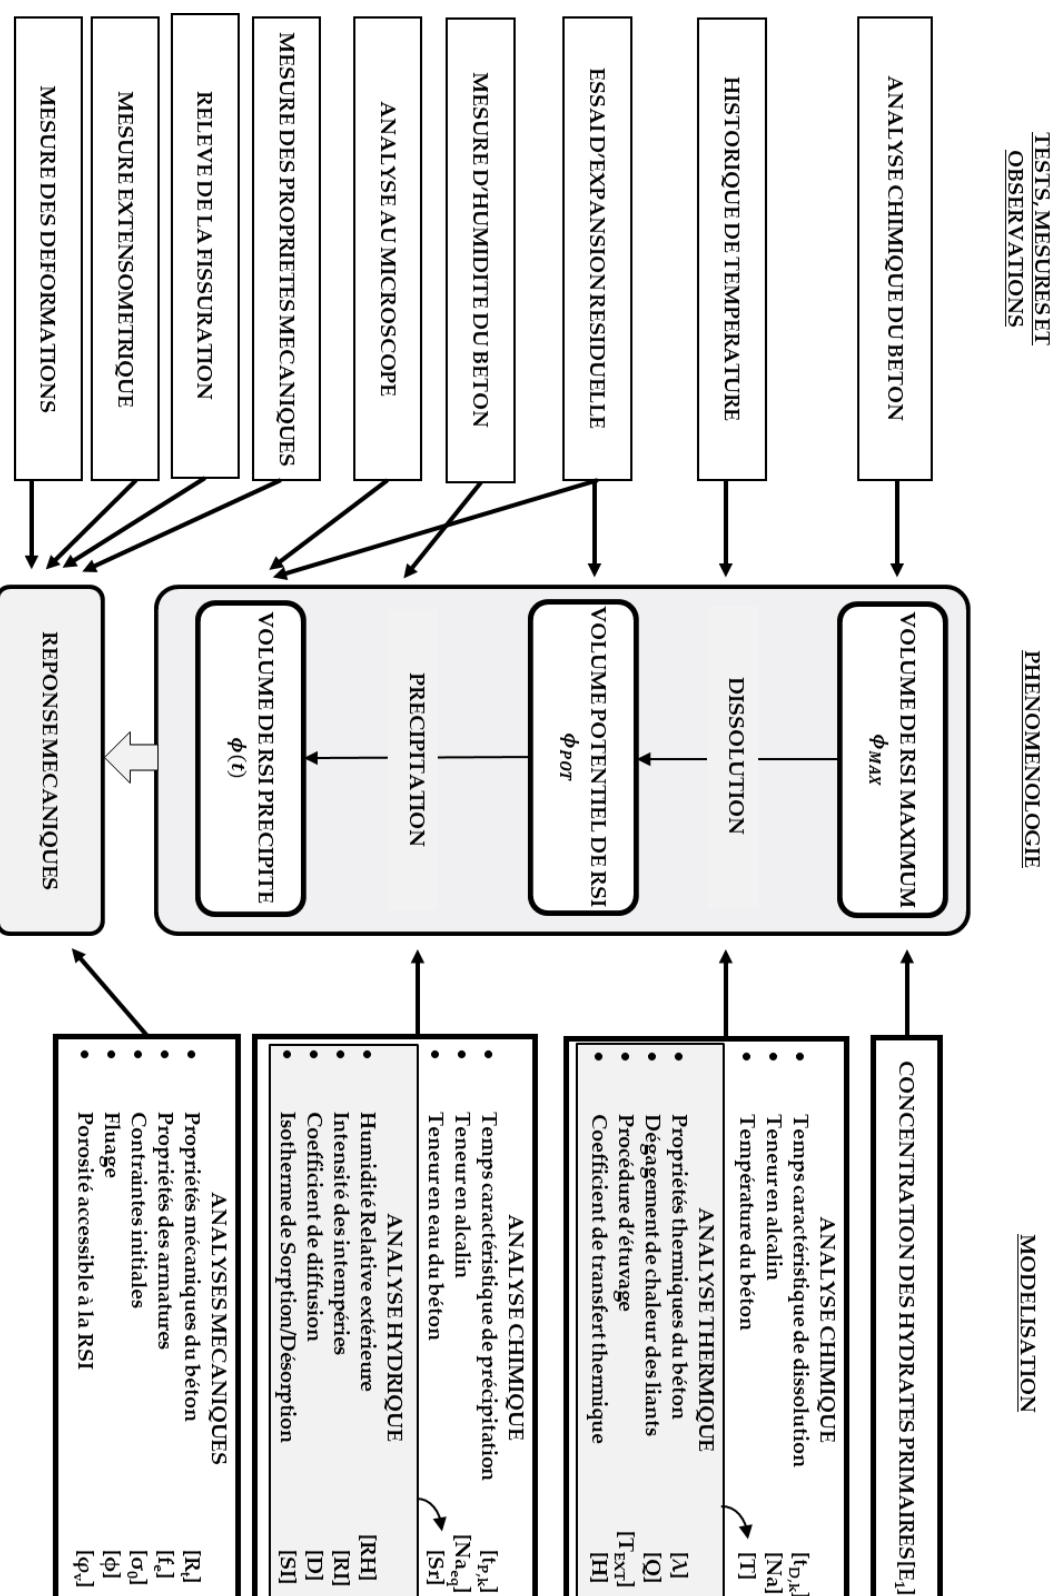 TESTS, MESURES ET
OBSERVATIONS
ANALYSE CHIMIQUE DU BETON
HISTORIQUE DE TEMPERATURE
ESSAI D'EXPANSION RESIDUELLE
MESURE D'HUMIDITE DU BETON
ANALYSE AU MICROSCOPE
MESURE DES PROPRIETES MECANIQUES
RELEVE DE LA FISSURATION
MESURE EXTENSOMETRIQUE
MESURE DES DEFORMATIONS
PHENOMENOLOGIE
VOLUME DE RSI MAXIMUM
ϕMAX
DISSOLUTION
VOLUME POTENTIEL DE RSI
ϕPOT
PRECIPITATION
VOLUME DE RSI PRECIPITE
ϕ(t)
REPONSE MECANIQUES
MODELISATION
CONCENTRATION DES HYDRATES PRIMAIRES [Ei]
ANALYSE CHIMIQUE
• Temps caractéristique de dissolution [tD,k]
• Teneur en alcalin [Na]
• Température du béton [T]
ANALYSE THERMIQUE
• Propriétés thermiques du béton [λ]
• Dégagement de chaleur des liants [Q]
• Procédure d'étuvage [TEXT]
• Coefficient de transfert thermique [H]
ANALYSE CHIMIQUE
• Temps caractéristique de précipitation [tP,k]
• Teneur en alcalin [Naeq]
• Teneur en eau du béton [Sr]
ANALYSE HYDRIQUE
• Humidité Relative extérieure [RH]
• Intensité des intempéries [RI]
• Coefficient de diffusion [D]
• Isotherme de Sorption/Désorption [SI]
ANALYSES MECANIQUES
• Propriétés mécaniques du béton [Rt]
• Propriétés des armatures [fe]
• Contraintes initiales [σ0]
• Fluage [ϕ]
• Porosité accessible à la RSI [φv]